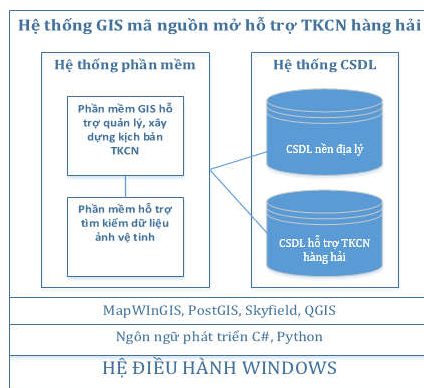 Hệ thống GIS mã nguồn mở hỗ trợ TKCN hàng hải
Hệ thống phần mềm
Hệ thống CSDL
Phần mềm GIS hỗ
trợ quản lý, xây
dựng kịch bản
TKCN
Phần mềm hỗ trợ
tìm kiếm dữ liệu
ảnh vệ tinh
CSDL nền địa lý
CSDL hỗ trợ TKCN
hàng hải
MapWInGIS, PostGIS, Skyfield, QGIS
Ngôn ngữ phát triển C#, Python
HỆ ĐIỀU HÀNH WINDOWS